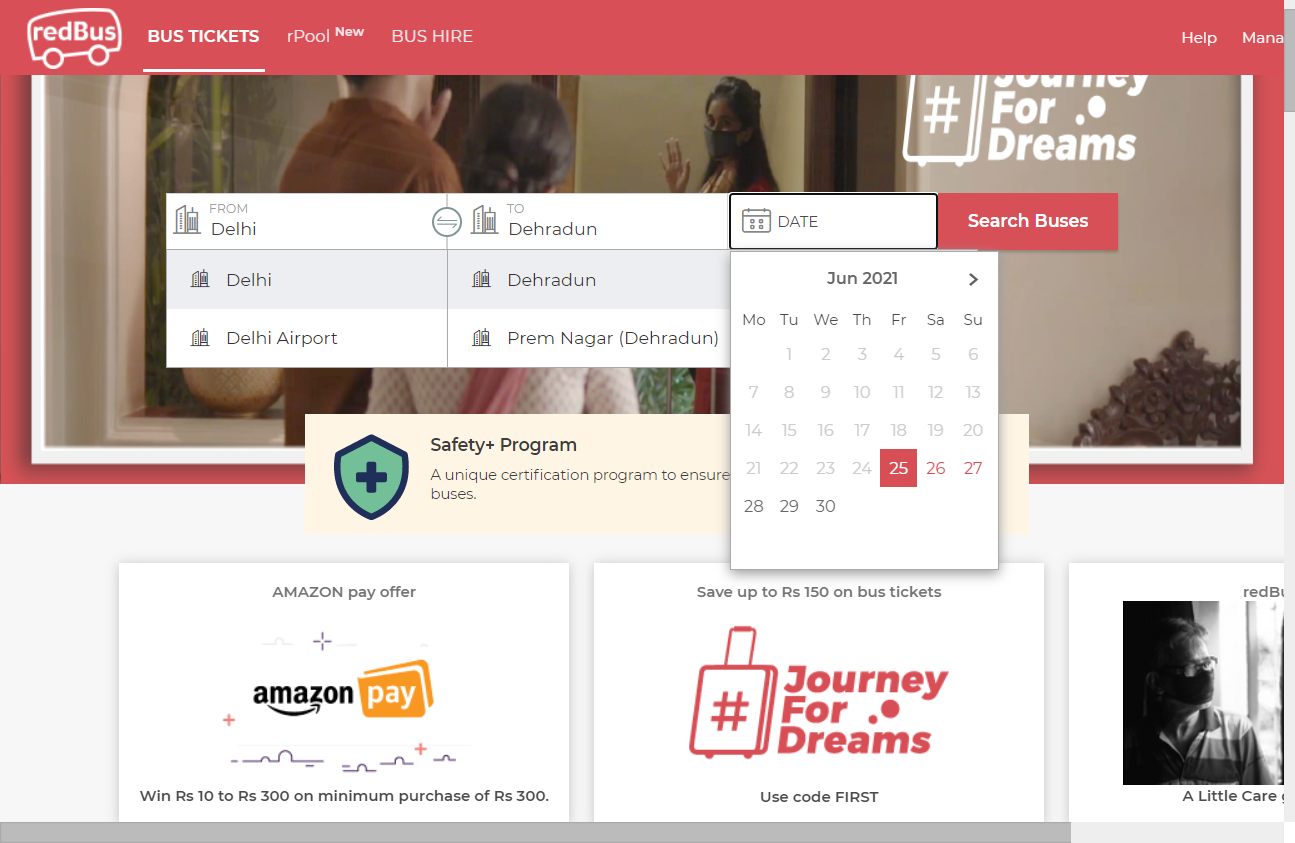 redBus
BUS TICKETS
rPool New
BUS HIRE
Help
Mana
#
Journey
For
Dreams
FROM
Delhi
TO
Dehradun
DATE
Search Buses
Delhi
Dehradun
Delhi Airport
Prem Nagar (Dehradun)
Jun 2021
Mo Tu We Th Fr Sa Su
1 2 3 4 5 6
7 8 9 10 11 12 13
14 15 16 17 18 19 20
21 22 23 24 25 26 27
28 29 30
Safety+ Program
A unique certification program to ensure
buses.
AMAZON pay offer
amazon pay
Win Rs 10 to Rs 300 on minimum purchase of Rs 300.
Save up to Rs 150 on bus tickets
#
Journey
For
Dreams
Use code FIRST
redBu
A Little Care g